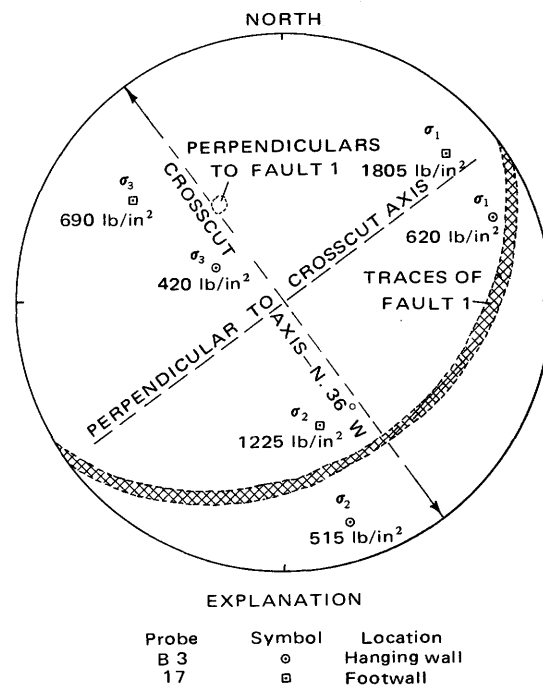 NORTH
PERPENDICULARS
TO FAULT 1
σ1
1805 lb/in²
σ3
690 lb/in²
CROSSCUT
σ1
620 lb/in²
σ3
420 lb/in²
TRACES OF
FAULT 1
PERPENDICULAR TO CROSSCUT AXIS
AXIS N. 36° W
σ2
1225 lb/in²
σ2
515 lb/in²
EXPLANATION
Probe Symbol Location
B 3 Hanging wall
17 Footwall